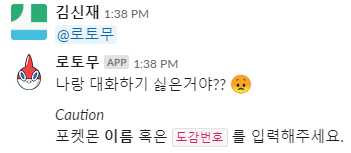 김신재 1:38 PM
@로토무
로토무 APP 1:38 PM
나랑 대화하기 싫은거야?? 😟
Caution
포켓몬 이름 혹은 도감번호 를 입력해주세요.